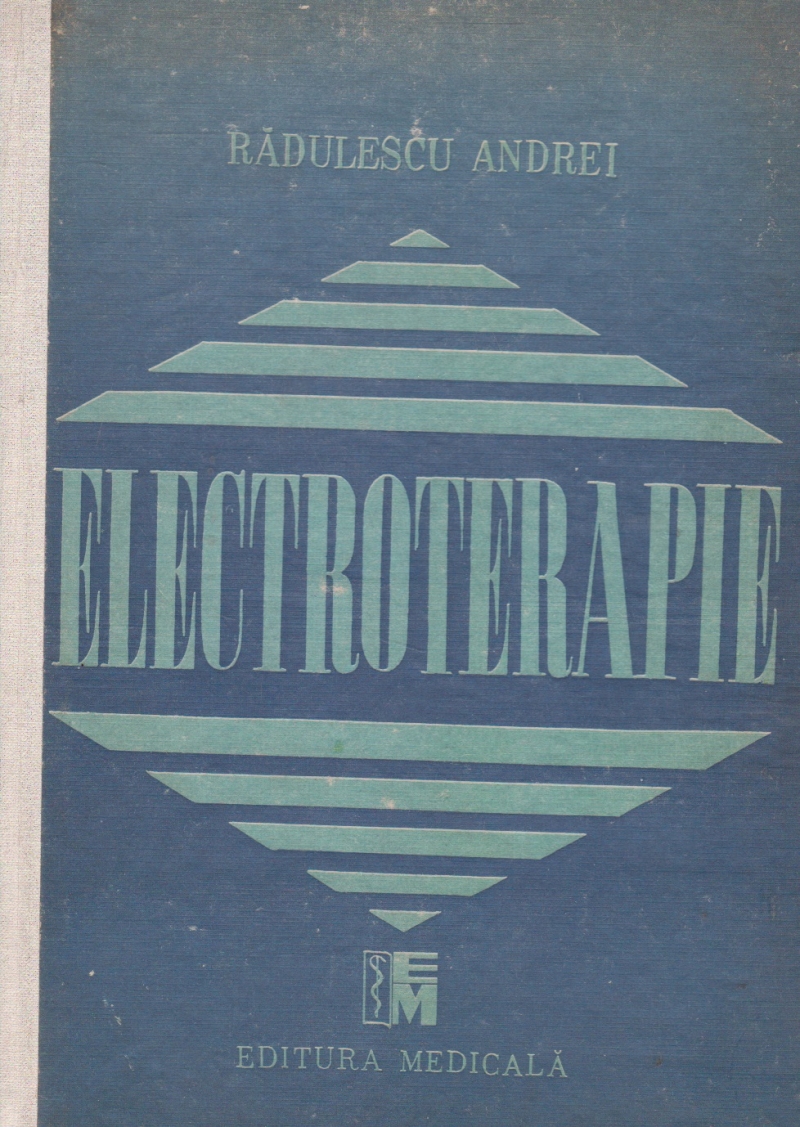 RĂDULESCU ANDREI
ELECTROTERAPIE
EM
EDITURA MEDICALĂ